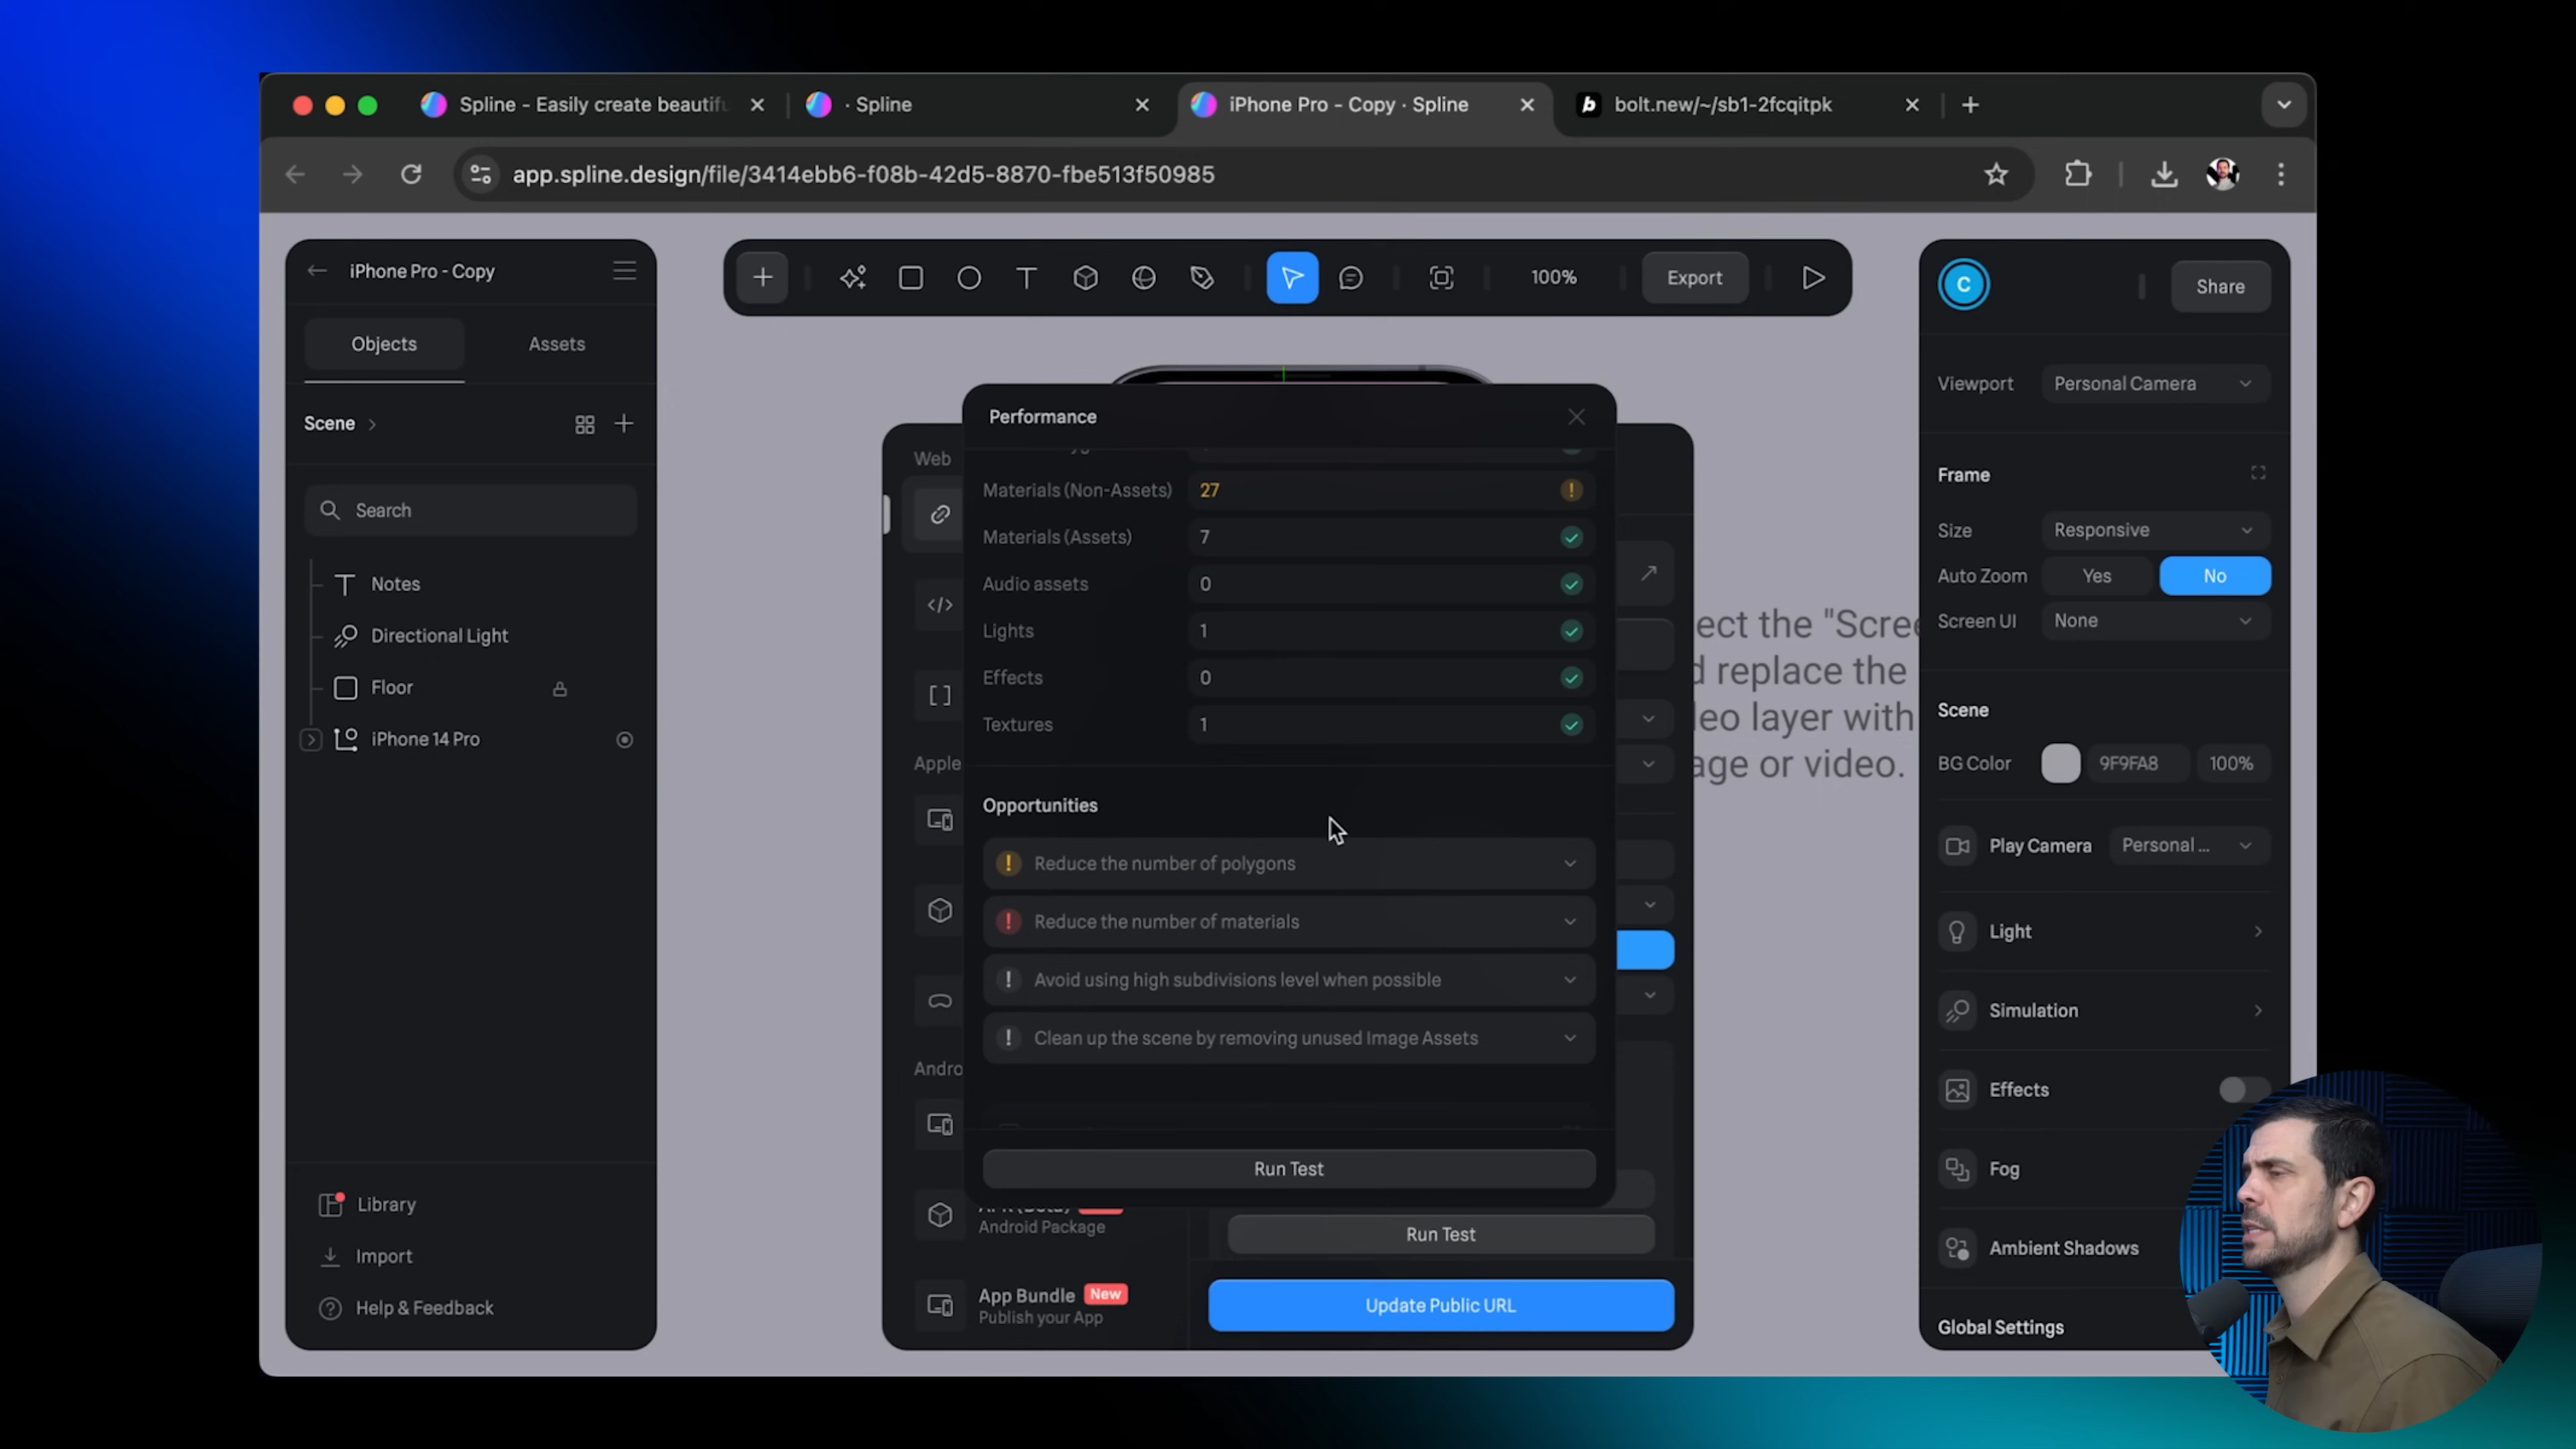 Spline - Easily create beautifu
· Spline
iPhone Pro - Copy · Spline
bolt.new/~/sb1-2fcqitpk
app.spline.design/file/3414ebb6-f08b-42d5-8870-fbe513f50985
iPhone Pro - Copy
Objects
Assets
Scene
Search
Notes
Directional Light
Floor
iPhone 14 Pro
Library
Import
Help & Feedback
100%
Export
Web
Apple
Andro
Android Package
App Bundle New
Publish your App
Performance
Materials (Non-Assets) 27
Materials (Assets) 7
Audio assets 0
Lights 1
Effects 0
Textures 1
Opportunities
Reduce the number of polygons
Reduce the number of materials
Avoid using high subdivisions level when possible
Clean up the scene by removing unused Image Assets
Run Test
Run Test
Update Public URL
ect the "Scree
d replace the
leo layer with
age or video.
C
Share
Viewport Personal Camera
Frame
Size Responsive
Auto Zoom Yes No
Screen UI None
Scene
BG Color 9F9FA8 100%
Play Camera Personal ...
Light
Simulation
Effects
Fog
Ambient Shadows
Global Settings